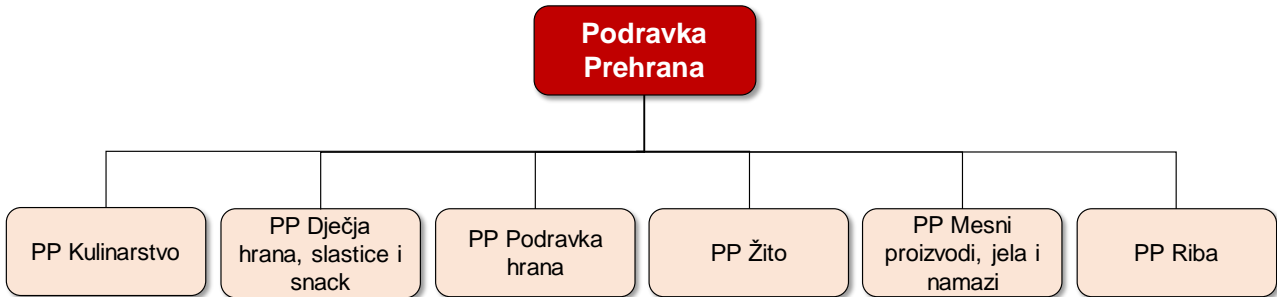 Podravka
Prehrana
PP Kulinarstvo
PP Dječja
hrana, slastice i
snack
PP Podravka
hrana
PP Žito
PP Mesni
proizvodi, jela i
namazi
PP Riba